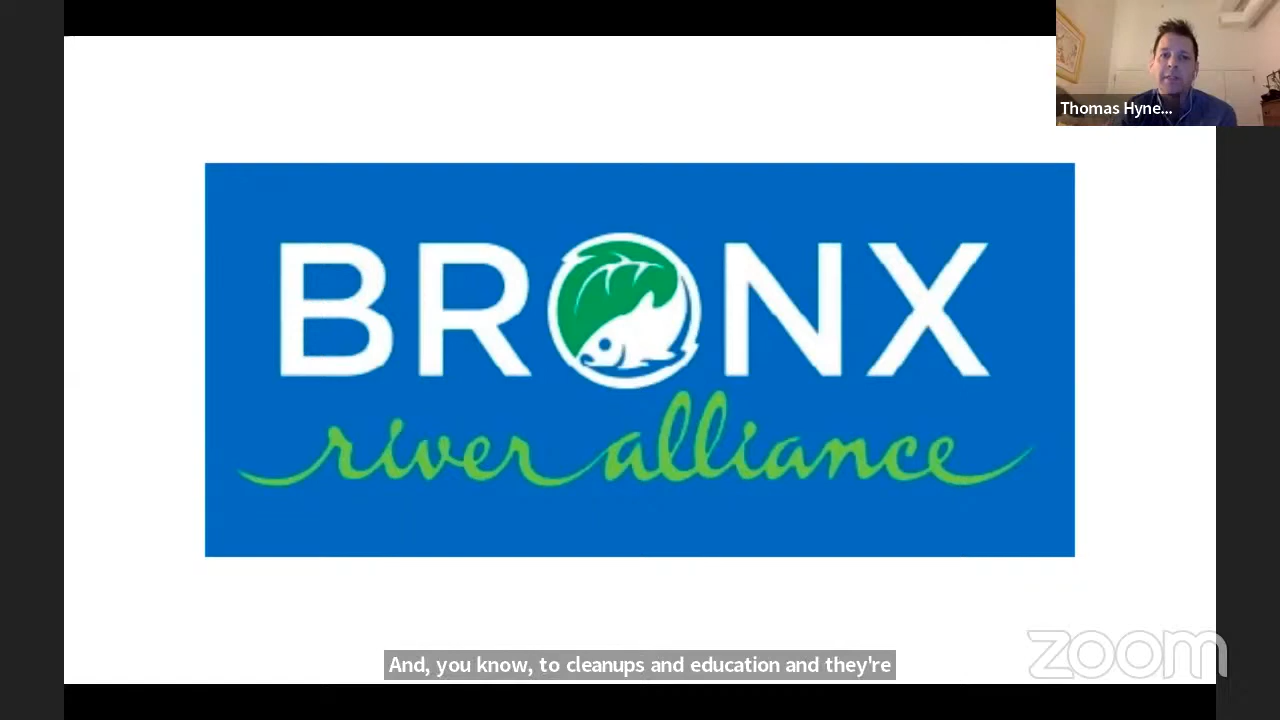 Thomas Hyne...
BRONX
river alliance
And, you know, to cleanups and education and they're
zoom